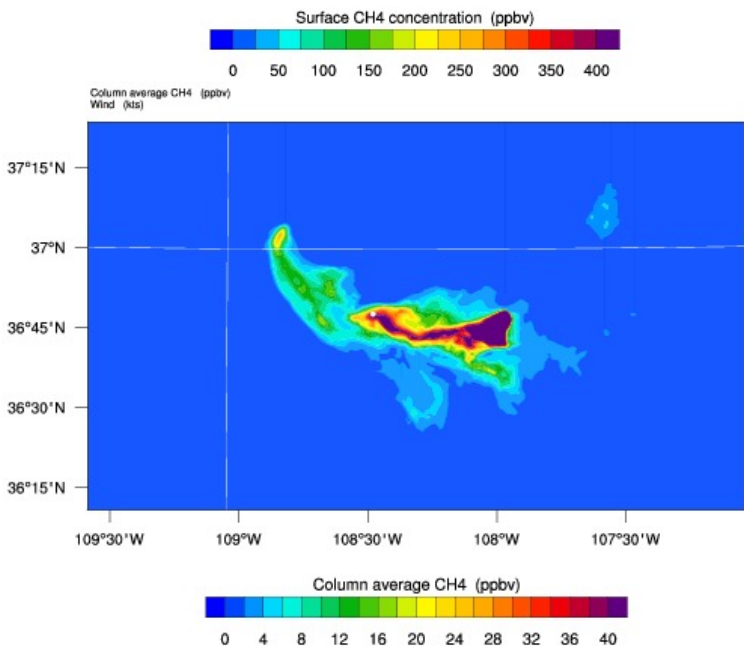 Surface CH4 concentration (ppbv)
0 50 100 150 200 250 300 350 400
Column average CH4 (ppbv)
Wind (kts)
37°15'N
37°N
36°45'N
36°30'N
36°15'N
109°30'W 109°W 108°30'W 108°W 107°30'W
Column average CH4 (ppbv)
0 4 8 12 16 20 24 28 32 36 40